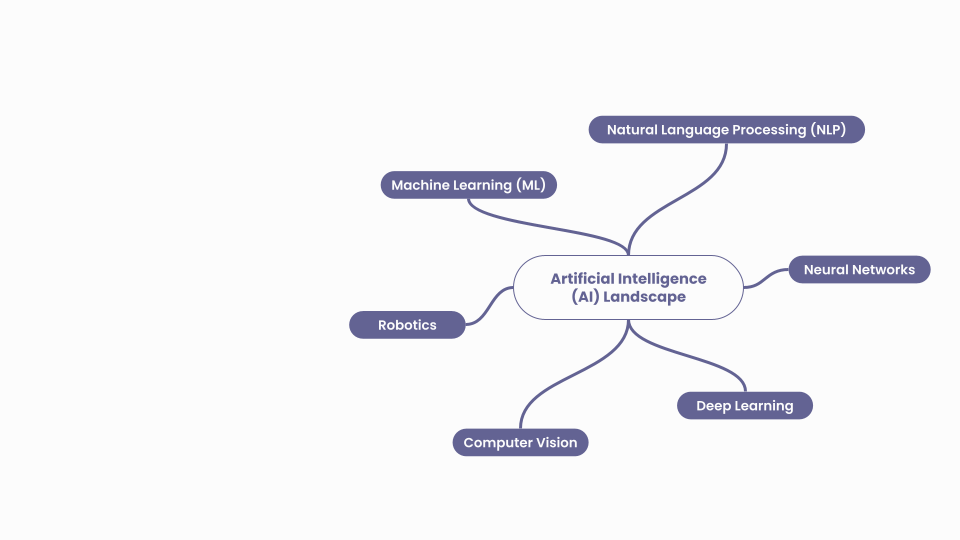 Natural Language Processing (NLP)
Machine Learning (ML)
Neural Networks
Artificial Intelligence
(AI) Landscape
Robotics
Deep Learning
Computer Vision